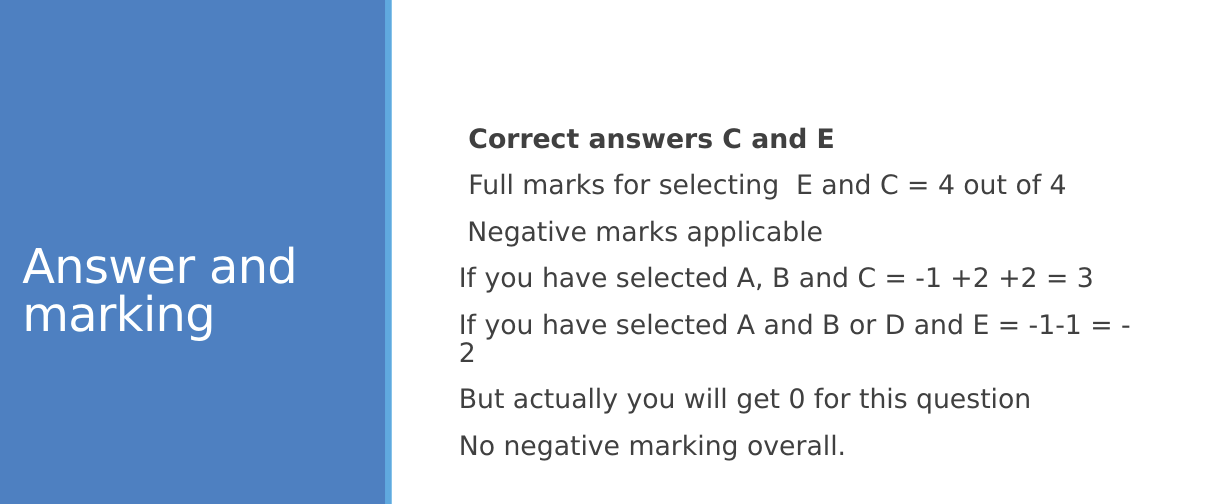 Answer and
marking
Correct answers C and E
Full marks for selecting  E and C = 4 out of 4
Negative marks applicable
If you have selected A, B and C = -1 +2 +2 = 3
If you have selected A and B or D and E = -1-1 = -
2
But actually you will get 0 for this question
No negative marking overall.